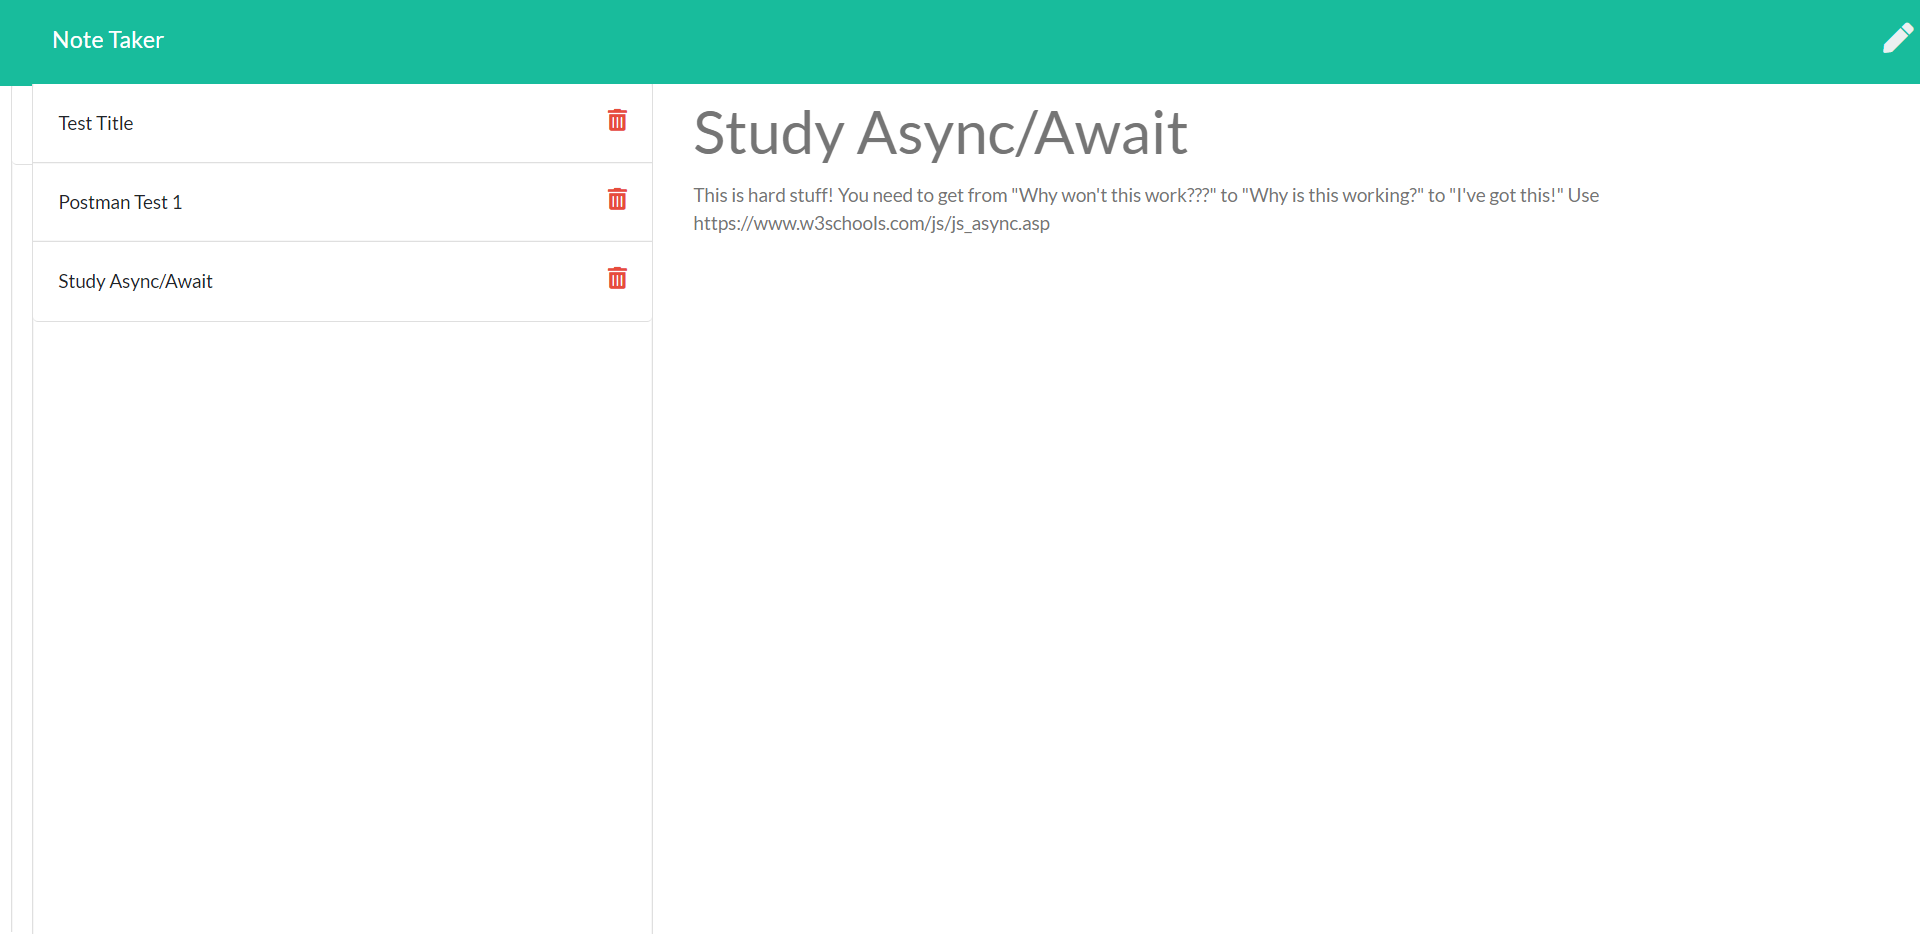 Note Taker
Test Title
Postman Test 1
Study Async/Await
Study Async/Await
This is hard stuff! You need to get from "Why won't this work???" to "Why is this working?" to "I've got this!" Use
https://www.w3schools.com/js/js_async.asp